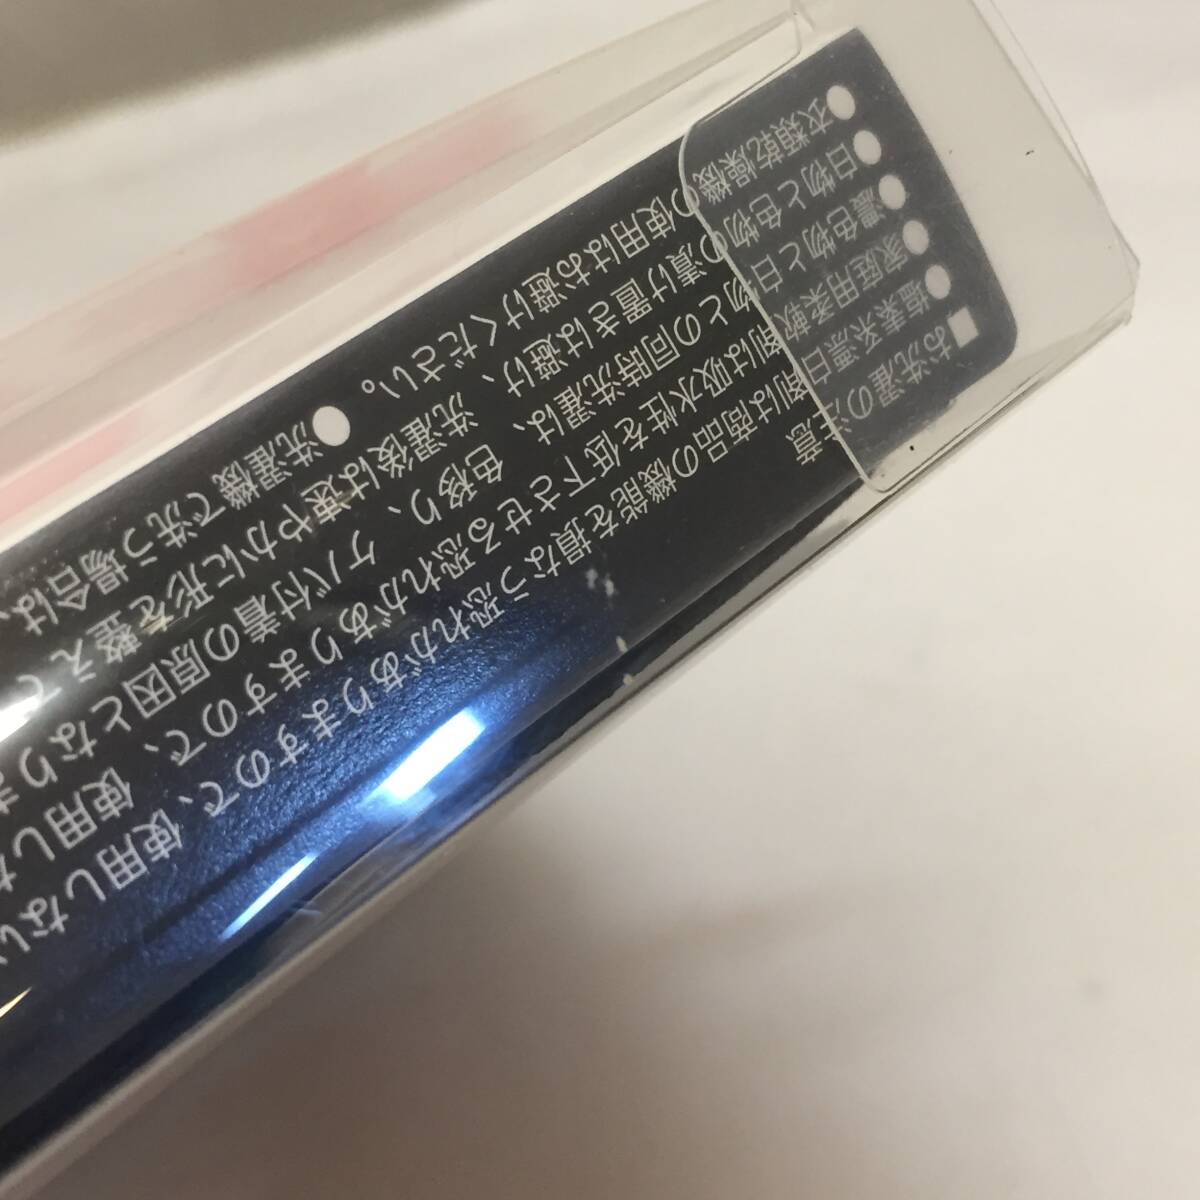 ■お洗濯の注意
●塩素系漂白剤は商品の機能を損なう恐れがありますので、使用しない
●家庭用柔軟剤は吸水性を低下させる恐れがありますので、使用しな
●濃色物と白物との同時洗濯は、色移り、ケバ付着の原因となりま
●白物と色物の漬け置きは避け、洗濯後は速やかに形を整えて
●衣類乾燥機の使用はお避けください。●洗濯機で洗う場合は、